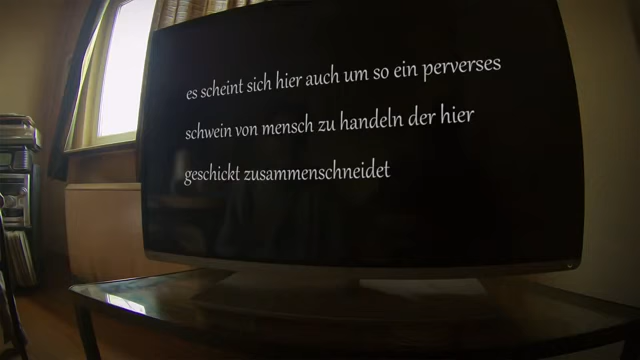 es scheint sich hier auch um so ein perverses
schwein von mensch zu handeln der hier
geschickt zusammenschneidet